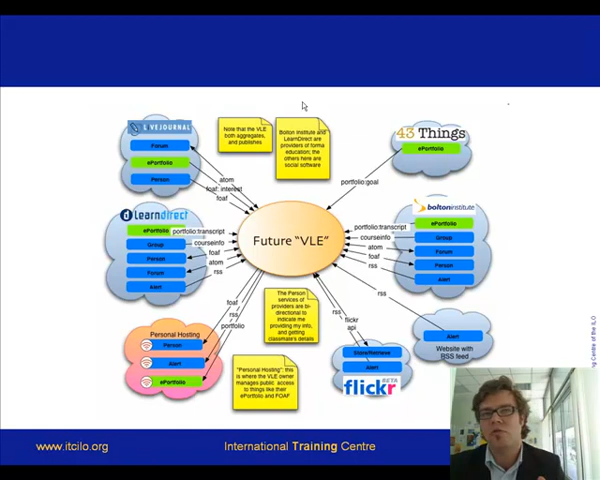 LIVEJOURNAL
Forum
ePortfolio
Person
Note that the VLE
both aggregates,
and publishes
Bolton Institute and
LearnDirect are
providers of formal
education; the
others here are
social software
43 Things
ePortfolio
atom
foaf: interest
foaf
portfolio:goal
learndirect
ePortfolio
Group
Person
Forum
Alert
portfolio:transcript
courseinfo
foaf
atom
rss
Future "VLE"
portfolio:transcript
courseinfo
atom
foaf
rss
boltoninstitute
ePortfolio
Group
Forum
Person
Alert
foaf
rss
portfolio
The Person
services of
providers are bi-
directional to
indicate me
providing my info,
and getting
classmate's details
rss
flickr
api
rss
Personal Hosting
Person
Alert
ePortfolio
"Personal Hosting": this
is where the VLE owner
manages public access
to things like their
ePortfolio and FOAF
Store/Retrieve
Alert
flickr
BETA
Alert
Website with
RSS feed
ng Centre of the ILO
www.itcilo.org
International Training Centre